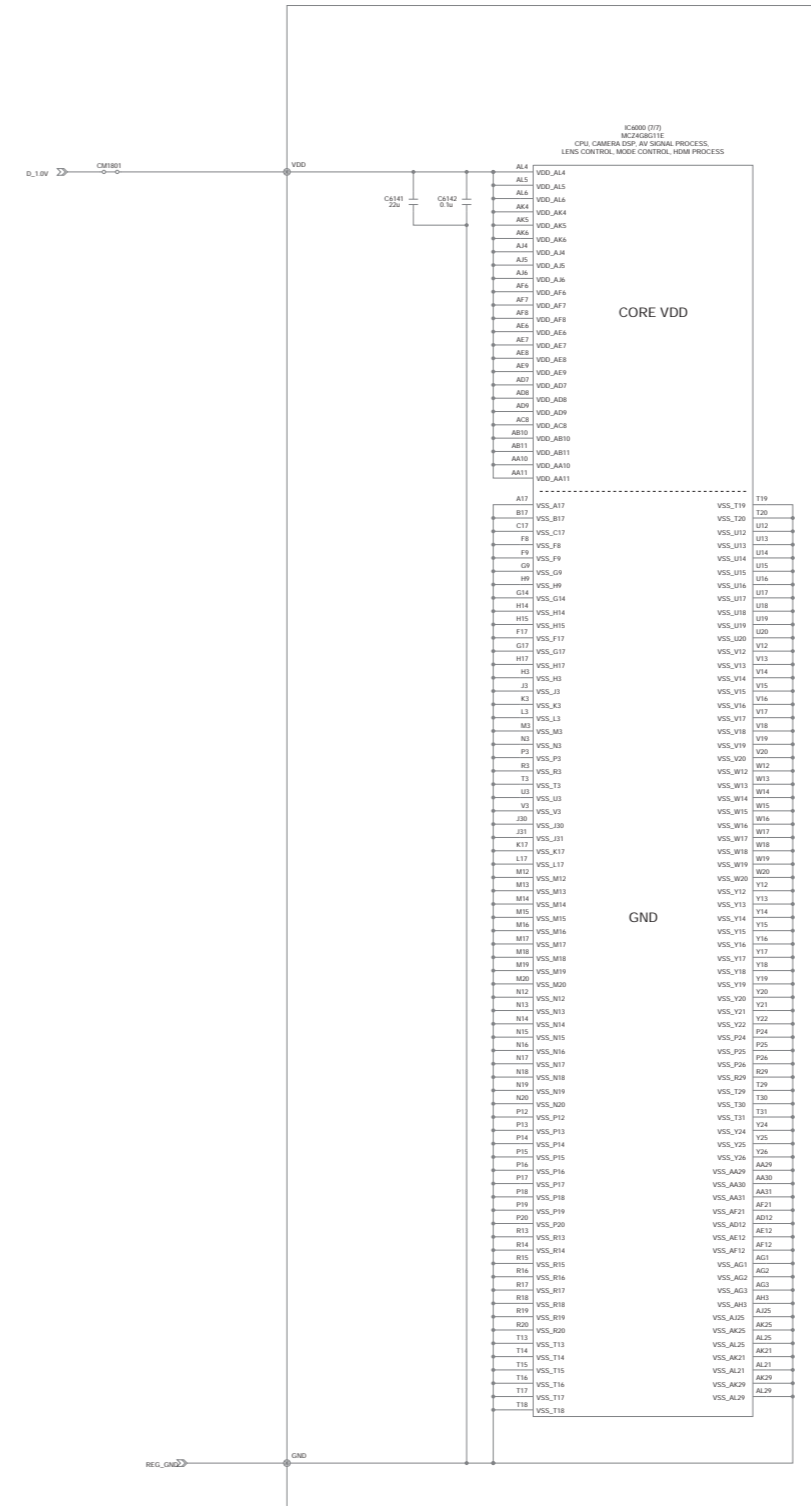 IC6000 (7/7)
MCZ4G8G11E
CPU, CAMERA DSP, AV SIGNAL PROCESS,
LENS CONTROL, MODE CONTROL, HDMI PROCESS
D_1.0V
CM1801
VDD
C6141
22u
C6142
0.1u
AL4 VDD_AL4
AL5 VDD_AL5
AL6 VDD_AL6
AK4 VDD_AK4
AK5 VDD_AK5
AK6 VDD_AK6
AJ4 VDD_AJ4
AJ5 VDD_AJ5
AJ6 VDD_AJ6
AF6 VDD_AF6
AF7 VDD_AF7
AF8 VDD_AF8
AE6 VDD_AE6
AE7 VDD_AE7
AE8 VDD_AE8
AE9 VDD_AE9
AD7 VDD_AD7
AD8 VDD_AD8
AD9 VDD_AD9
AC8 VDD_AC8
AB10 VDD_AB10
AB11 VDD_AB11
AA10 VDD_AA10
AA11 VDD_AA11
CORE VDD
A17 VSS_A17
B17 VSS_B17
C17 VSS_C17
F8 VSS_F8
F9 VSS_F9
G9 VSS_G9
H9 VSS_H9
G14 VSS_G14
H14 VSS_H14
H15 VSS_H15
F17 VSS_F17
G17 VSS_G17
H17 VSS_H17
H3 VSS_H3
J3 VSS_J3
K3 VSS_K3
L3 VSS_L3
M3 VSS_M3
N3 VSS_N3
P3 VSS_P3
R3 VSS_R3
T3 VSS_T3
U3 VSS_U3
V3 VSS_V3
J30 VSS_J30
J31 VSS_J31
K17 VSS_K17
L17 VSS_L17
M12 VSS_M12
M13 VSS_M13
M14 VSS_M14
M15 VSS_M15
M16 VSS_M16
M17 VSS_M17
M18 VSS_M18
M19 VSS_M19
M20 VSS_M20
N12 VSS_N12
N13 VSS_N13
N14 VSS_N14
N15 VSS_N15
N16 VSS_N16
N17 VSS_N17
N18 VSS_N18
N19 VSS_N19
N20 VSS_N20
P12 VSS_P12
P13 VSS_P13
P14 VSS_P14
P15 VSS_P15
P16 VSS_P16
P17 VSS_P17
P18 VSS_P18
P19 VSS_P19
P20 VSS_P20
R13 VSS_R13
R14 VSS_R14
R15 VSS_R15
R16 VSS_R16
R17 VSS_R17
R18 VSS_R18
R19 VSS_R19
R20 VSS_R20
T13 VSS_T13
T14 VSS_T14
T15 VSS_T15
T16 VSS_T16
T17 VSS_T17
T18 VSS_T18
GND
VSS_T19 T19
VSS_T20 T20
VSS_U12 U12
VSS_U13 U13
VSS_U14 U14
VSS_U15 U15
VSS_U16 U16
VSS_U17 U17
VSS_U18 U18
VSS_U19 U19
VSS_U20 U20
VSS_V12 V12
VSS_V13 V13
VSS_V14 V14
VSS_V15 V15
VSS_V16 V16
VSS_V17 V17
VSS_V18 V18
VSS_V19 V19
VSS_V20 V20
VSS_W12 W12
VSS_W13 W13
VSS_W14 W14
VSS_W15 W15
VSS_W16 W16
VSS_W17 W17
VSS_W18 W18
VSS_W19 W19
VSS_W20 W20
VSS_Y12 Y12
VSS_Y13 Y13
VSS_Y14 Y14
VSS_Y15 Y15
VSS_Y16 Y16
VSS_Y17 Y17
VSS_Y18 Y18
VSS_Y19 Y19
VSS_Y20 Y20
VSS_Y21 Y21
VSS_Y22 Y22
VSS_P24 P24
VSS_P25 P25
VSS_P26 P26
VSS_R29 R29
VSS_T29 T29
VSS_T30 T30
VSS_T31 T31
VSS_Y24 Y24
VSS_Y25 Y25
VSS_Y26 Y26
VSS_AA29 AA29
VSS_AA30 AA30
VSS_AA31 AA31
VSS_AF21 AF21
VSS_AD12 AD12
VSS_AE12 AE12
VSS_AF12 AF12
VSS_AG1 AG1
VSS_AG2 AG2
VSS_AG3 AG3
VSS_AH3 AH3
VSS_AJ25 AJ25
VSS_AK25 AK25
VSS_AL25 AL25
VSS_AK21 AK21
VSS_AL21 AL21
VSS_AK29 AK29
VSS_AL29 AL29
REG_GND
GND